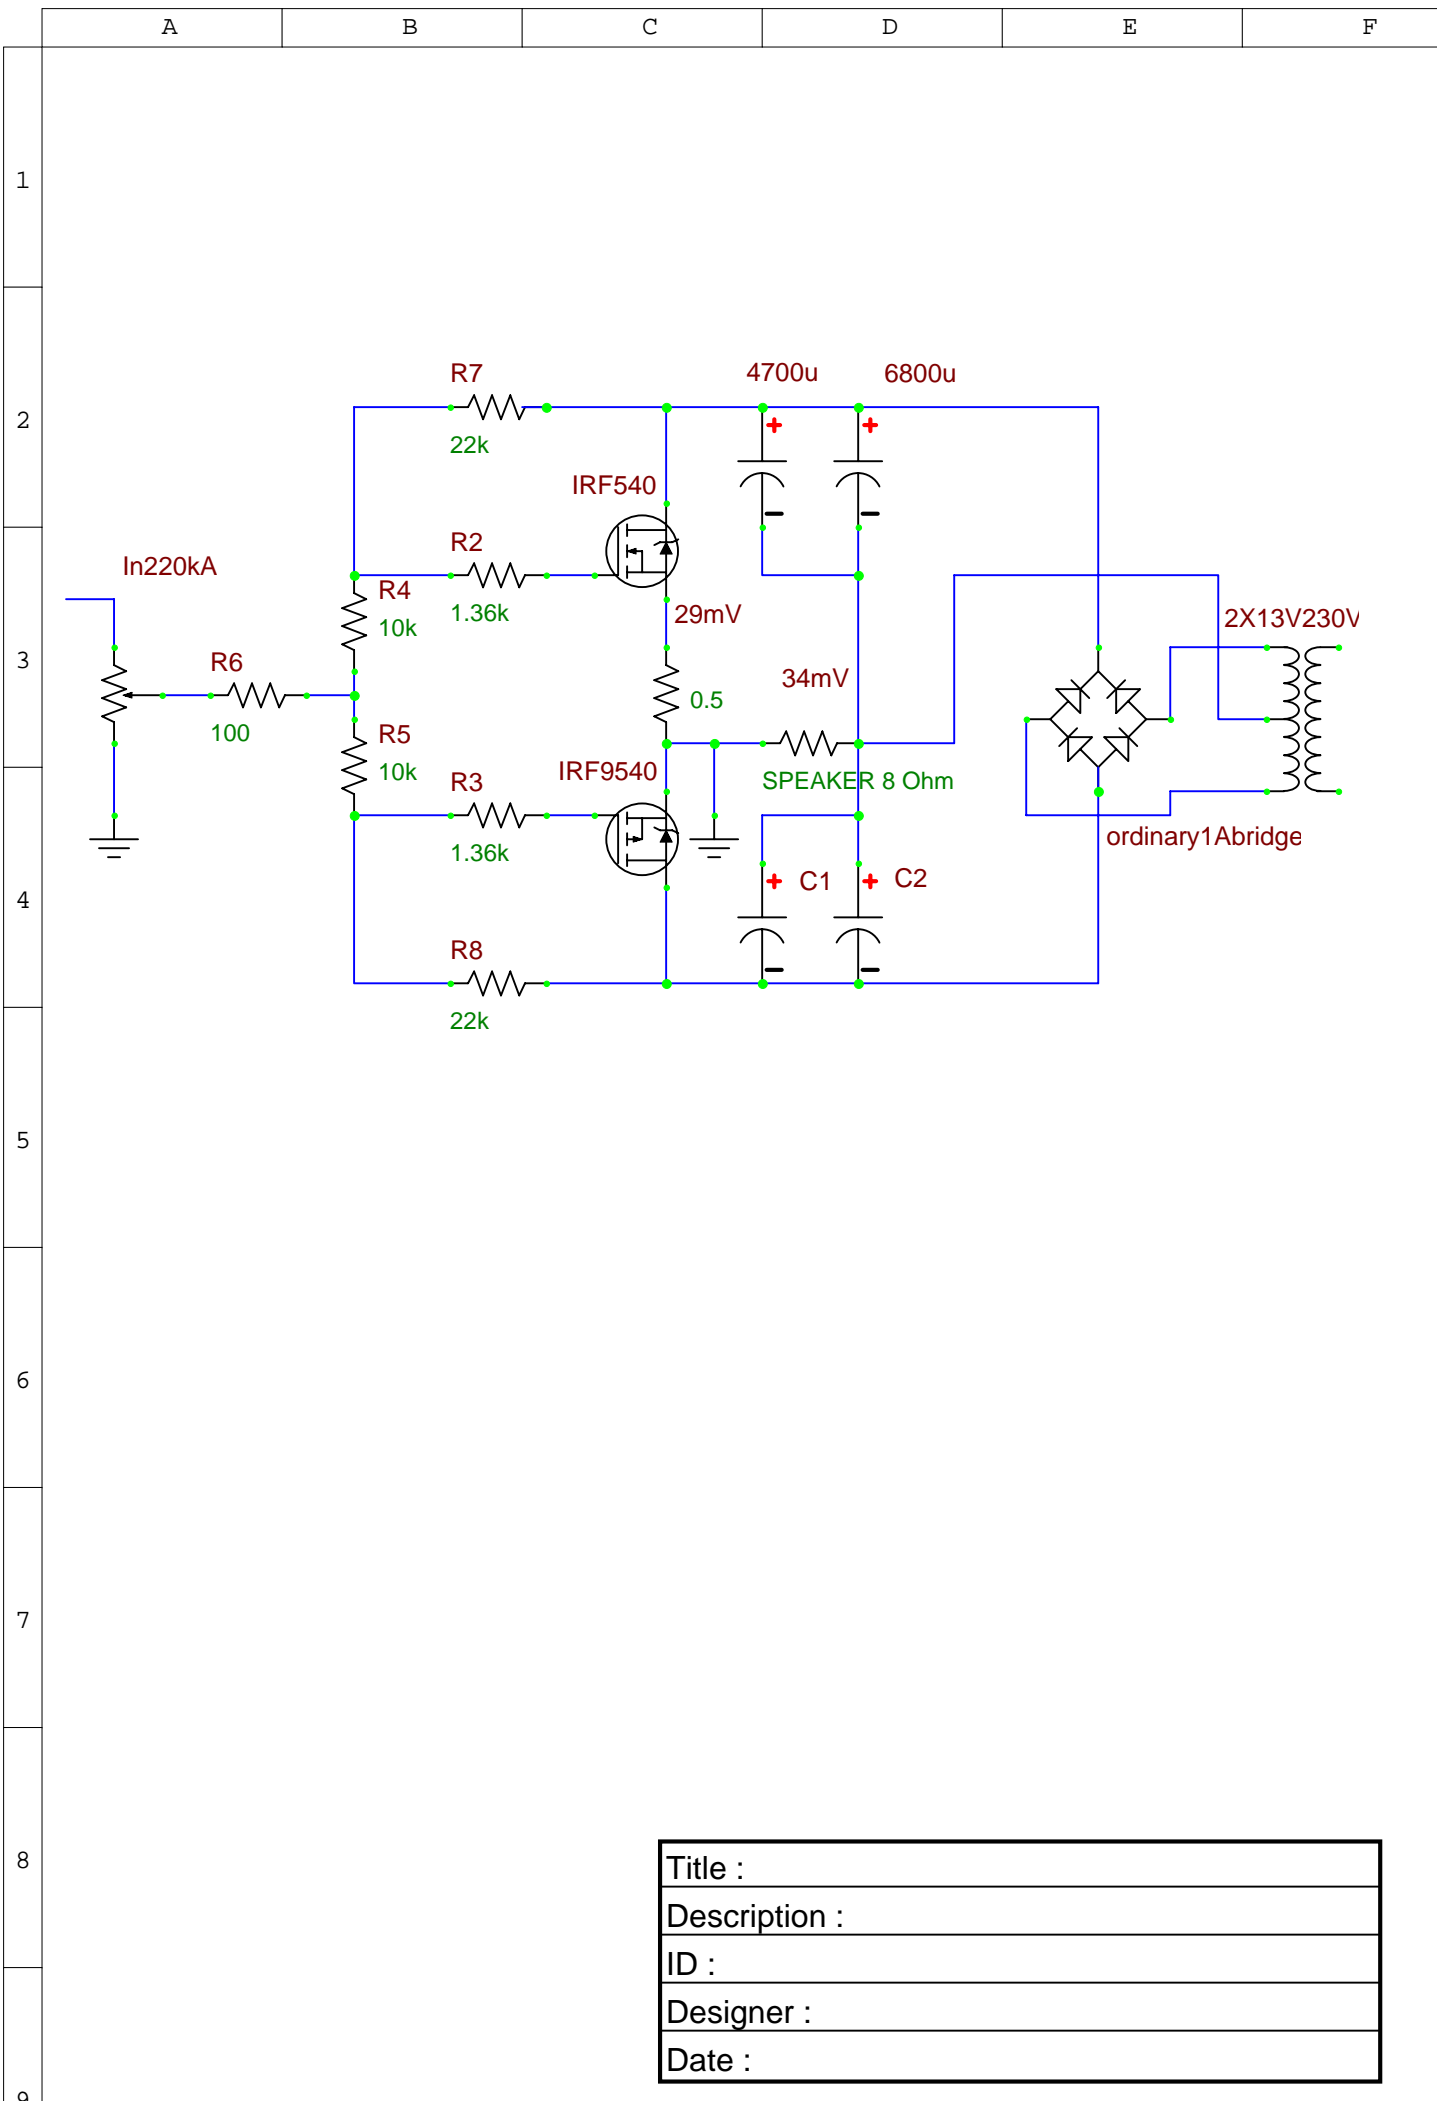 A B C D E F
1
2
3
4
5
6
7
8
9
R7
22k
4700u
6800u
IRF540
In220kA
R2
1.36k
R4
10k
29mV
2X13V230V
R6
100
0.5
34mV
R5
10k
IRF9540
SPEAKER 8 Ohm
R3
1.36k
ordinary1Abridge
C1
C2
R8
22k
Title :
Description :
ID :
Designer :
Date :